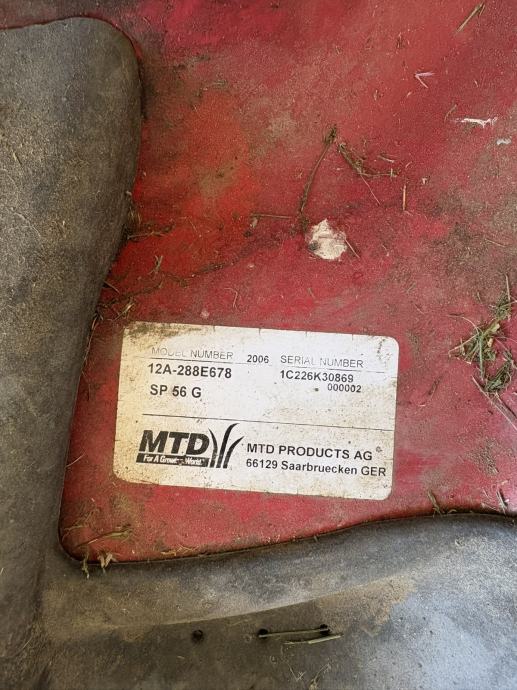 MODEL NUMBER 2006 SERIAL NUMBER
12A-288E678 1C226K30869
000002
SP 56 G
MTD
For A Growing World
MTD PRODUCTS AG
66129 Saarbruecken GER